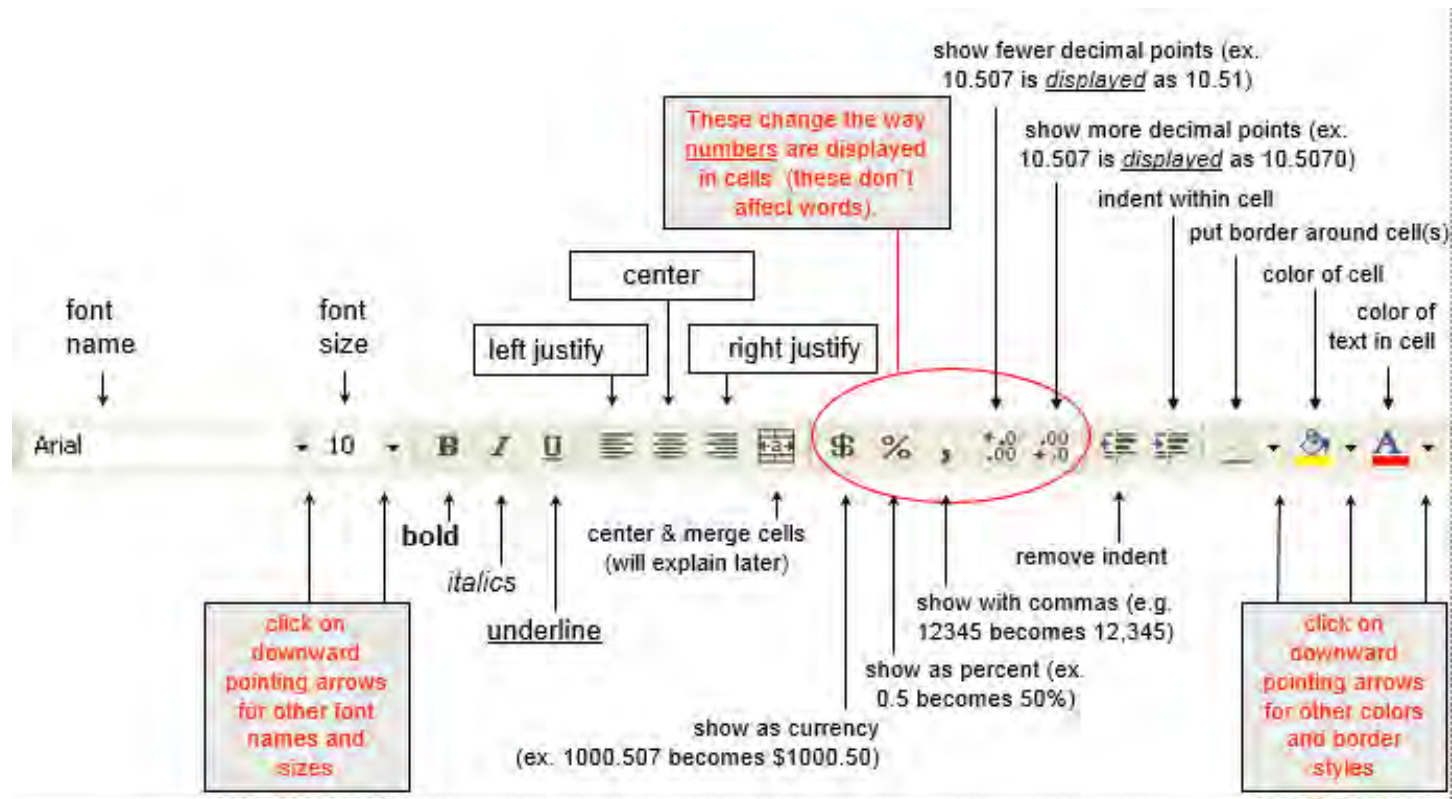 show fewer decimal points (ex.
10.507 is displayed as 10.51)
These change the way
numbers are displayed
in cells (these don't
affect words).
show more decimal points (ex.
10.507 is displayed as 10.5070)
indent within cell
put border around cell(s)
color of cell
color of
text in cell
center
left justify
right justify
font
name
font
size
Arial
10
B
I
U
a
$
%
,
+.0
.00
.00
+.0
A
bold
italics
underline
center & merge cells
(will explain later)
remove indent
show with commas (e.g.
12345 becomes 12,345)
show as percent (ex.
0.5 becomes 50%)
show as currency
(ex. 1000.507 becomes $1000.50)
click on
downward
pointing arrows
for other font
names and
sizes
click on
downward
pointing arrows
for other colors
and border
styles